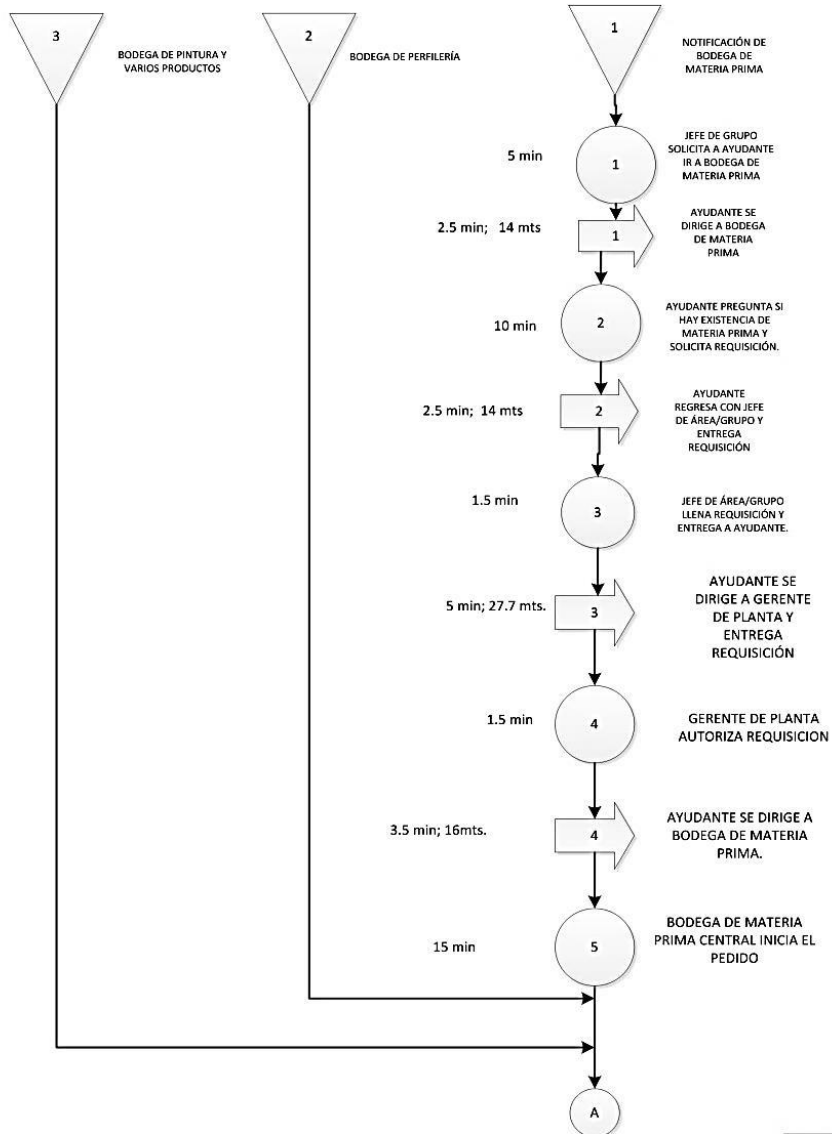 3
BODEGA DE PINTURA Y
VARIOS PRODUCTOS
2
BODEGA DE PERFILERÍA
1
NOTIFICACIÓN DE
BODEGA DE
MATERIA PRIMA
5 min
1
JEFE DE GRUPO
SOLICITA A AYUDANTE
IR A BODEGA DE
MATERIA PRIMA
2.5 min; 14 mts
1
AYUDANTE SE
DIRIGE A BODEGA
DE MATERIA
PRIMA
10 min
2
AYUDANTE PREGUNTA SI
HAY EXISTENCIA DE
MATERIA PRIMA Y
SOLICITA REQUISICIÓN.
2.5 min; 14 mts
2
AYUDANTE
REGRESA CON JEFE
DE ÁREA/GRUPO Y
ENTREGA
REQUISICIÓN
1.5 min
3
JEFE DE ÁREA/GRUPO
LLENA REQUISICIÓN Y
ENTREGA A AYUDANTE.
5 min; 27.7 mts.
3
AYUDANTE SE
DIRIGE A GERENTE
DE PLANTA Y
ENTREGA
REQUISICIÓN
1.5 min
4
GERENTE DE PLANTA
AUTORIZA REQUISICION
3.5 min; 16mts.
4
AYUDANTE SE DIRIGE A
BODEGA DE MATERIA
PRIMA.
15 min
5
BODEGA DE MATERIA
PRIMA CENTRAL INICIA EL
PEDIDO
A